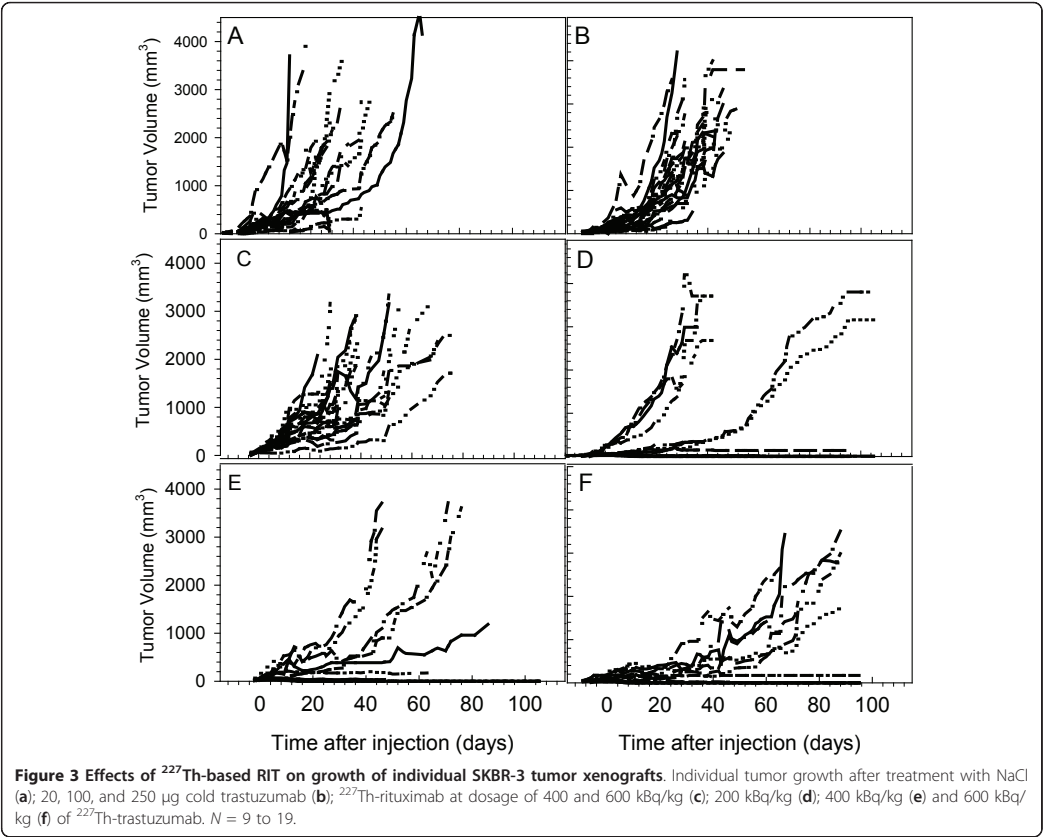 A
B
Tumor Volume (mm³)
4000
3000
2000
1000
0
C
D
Tumor Volume (mm³)
4000
3000
2000
1000
0
E
F
Tumor Volume (mm³)
4000
3000
2000
1000
0
0 20 40 60 80 100
0 20 40 60 80 100
Time after injection (days)
Time after injection (days)
Figure 3 Effects of ²²⁷Th-based RIT on growth of individual SKBR-3 tumor xenografts. Individual tumor growth after treatment with NaCl
(a); 20, 100, and 250 μg cold trastuzumab (b); ²²⁷Th-rituximab at dosage of 400 and 600 kBq/kg (c); 200 kBq/kg (d); 400 kBq/kg (e) and 600 kBq/
kg (f) of ²²⁷Th-trastuzumab. N = 9 to 19.